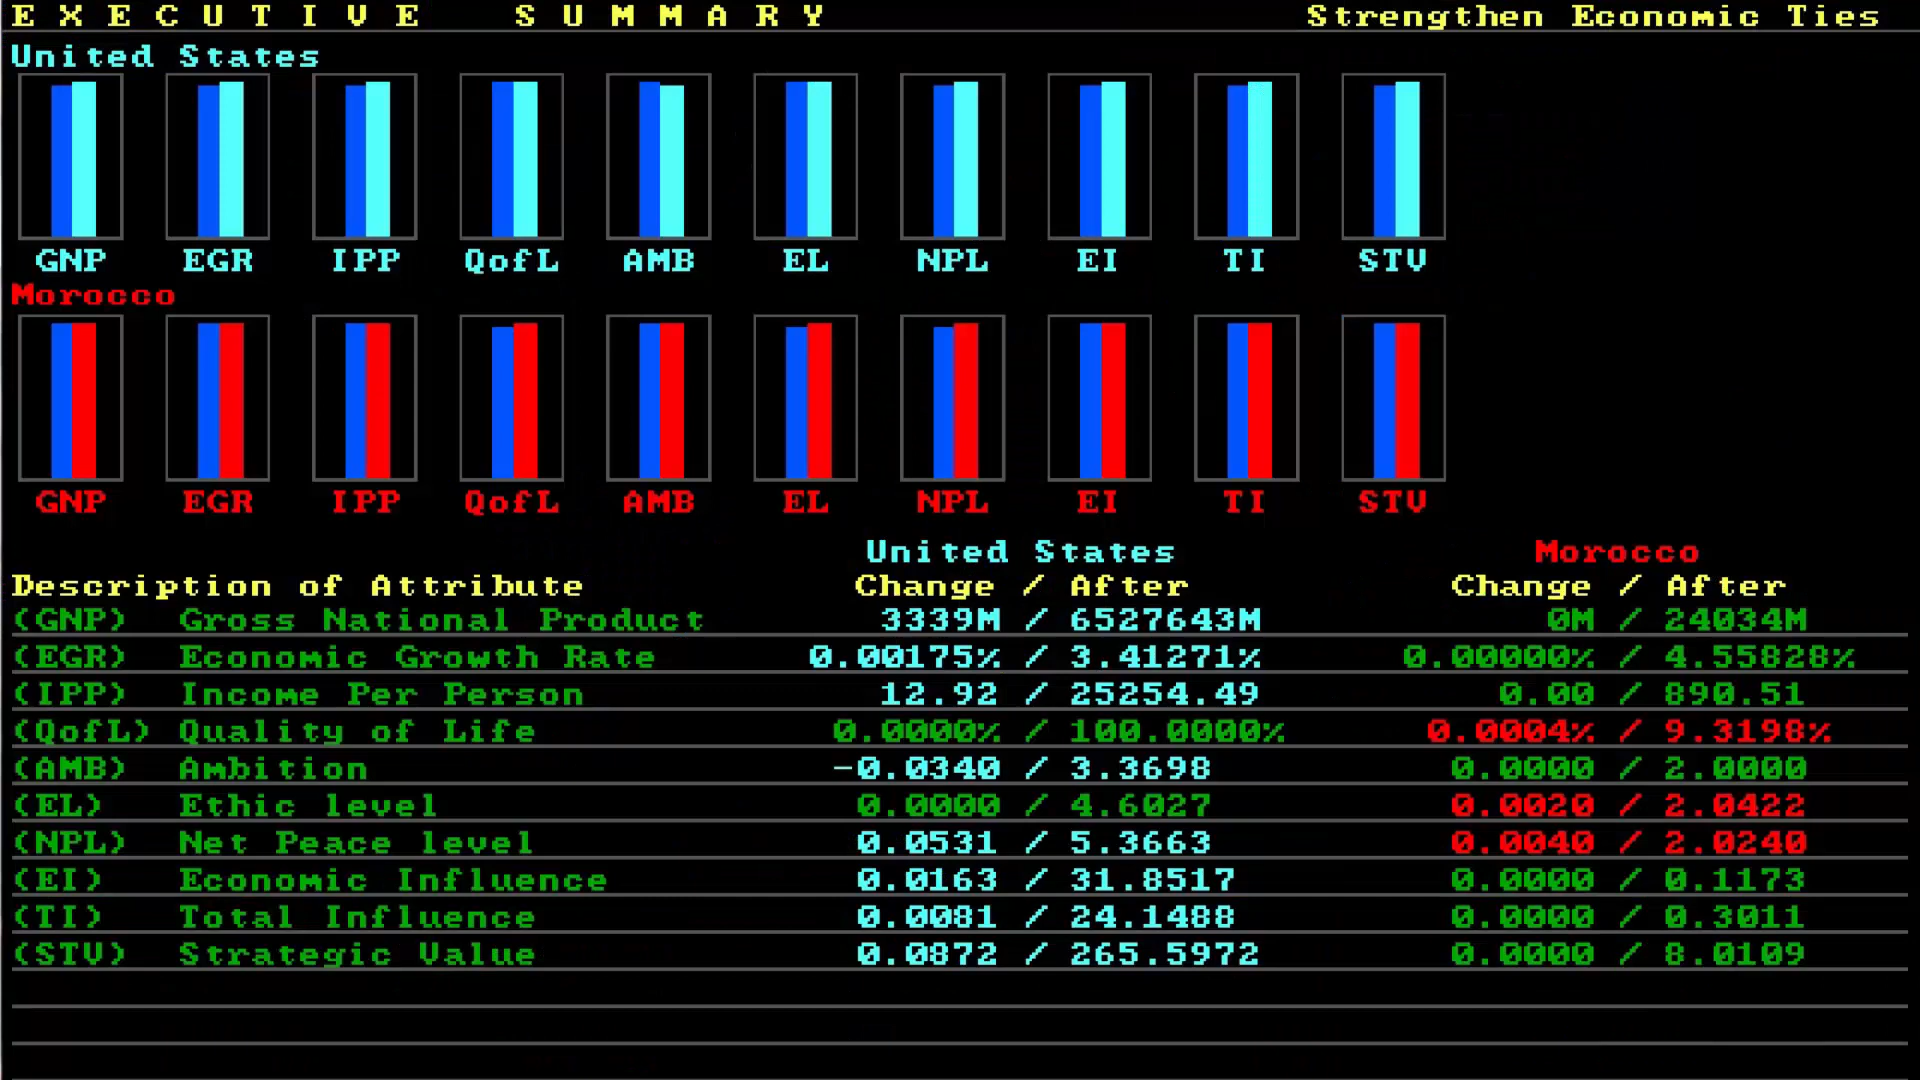 EXECUTIVE SUMMARY Strengthen Economic Ties
United States
GNP EGR IPP QofL AMB EL NPL EI TI STV
Morocco
GNP EGR IPP QofL AMB EL NPL EI TI STV
United States Morocco
Description of Attribute Change / After Change / After
(GNP) Gross National Product 3339M / 6527643M 0M / 24034M
(EGR) Economic Growth Rate 0.00175% / 3.41271% 0.00000% / 4.55828%
(IPP) Income Per Person 12.92 / 25254.49 0.00 / 890.51
(QofL) Quality of Life 0.0000% / 100.0000% 0.0004% / 9.3198%
(AMB) Ambition -0.0340 / 3.3698 0.0000 / 2.0000
(EL) Ethic level 0.0000 / 4.6027 0.0020 / 2.0422
(NPL) Net Peace level 0.0531 / 5.3663 0.0040 / 2.0240
(EI) Economic Influence 0.0163 / 31.8517 0.0000 / 0.1173
(TI) Total Influence 0.0081 / 24.1488 0.0000 / 0.3011
(STV) Strategic Value 0.0872 / 265.5972 0.0000 / 8.0109